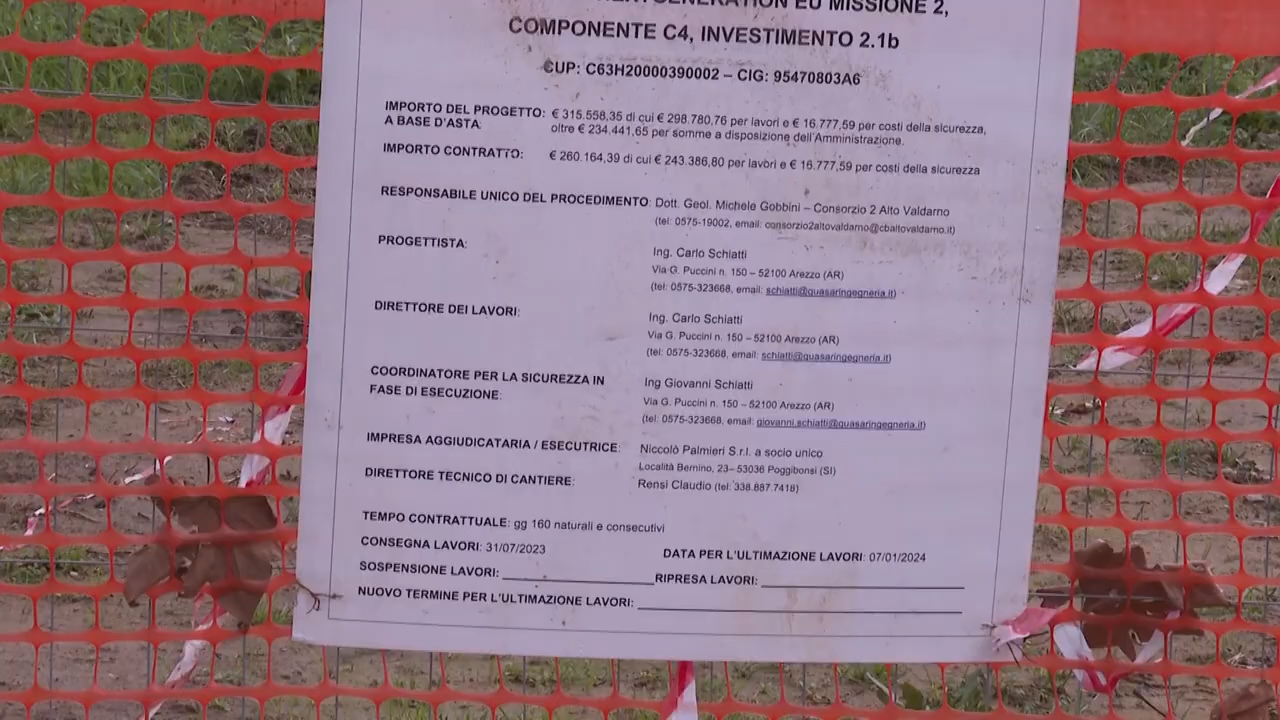 EU MISSIONE 2,
COMPONENTE C4, INVESTIMENTO 2.1b
CUP: C63H20000390002 – CIG: 95470803A6
IMPORTO DEL PROGETTO: € 315.558,35 di cui € 298.780,76 per lavori e € 16.777,59 per costi della sicurezza,
A BASE D'ASTA: oltre € 234.441,65 per somme a disposizione dell'Amministrazione.
IMPORTO CONTRATTO: € 260.164,39 di cui € 243.386,80 per lavori e € 16.777,59 per costi della sicurezza
RESPONSABILE UNICO DEL PROCEDIMENTO: Dott. Geol. Michele Gobbini – Consorzio 2 Alto Valdarno
(tel: 0575-19002, email: consorzio2altovaldarno@cbaltovaldarno.it)
PROGETTISTA: Ing. Carlo Schiatti
Via G. Puccini n. 150 – 52100 Arezzo (AR)
(tel: 0575-323668, email: schiatti@quasaringegneria.it)
DIRETTORE DEI LAVORI: Ing. Carlo Schiatti
Via G. Puccini n. 150 – 52100 Arezzo (AR)
(tel: 0575-323668, email: schiatti@quasaringegneria.it)
COORDINATORE PER LA SICUREZZA IN Ing Giovanni Schiatti
FASE DI ESECUZIONE: Via G. Puccini n. 150 – 52100 Arezzo (AR)
(tel: 0575-323668, email: giovanni.schiatti@quasaringegneria.it)
IMPRESA AGGIUDICATARIA / ESECUTRICE: Niccolò Palmieri S.r.l. a socio unico
Località Bernino, 23– 53036 Poggibonsi (SI)
DIRETTORE TECNICO DI CANTIERE: Rensi Claudio (tel: 338.887.7418)
TEMPO CONTRATTUALE: gg 160 naturali e consecutivi
CONSEGNA LAVORI: 31/07/2023 DATA PER L'ULTIMAZIONE LAVORI: 07/01/2024
SOSPENSIONE LAVORI: RIPRESA LAVORI:
NUOVO TERMINE PER L'ULTIMAZIONE LAVORI: